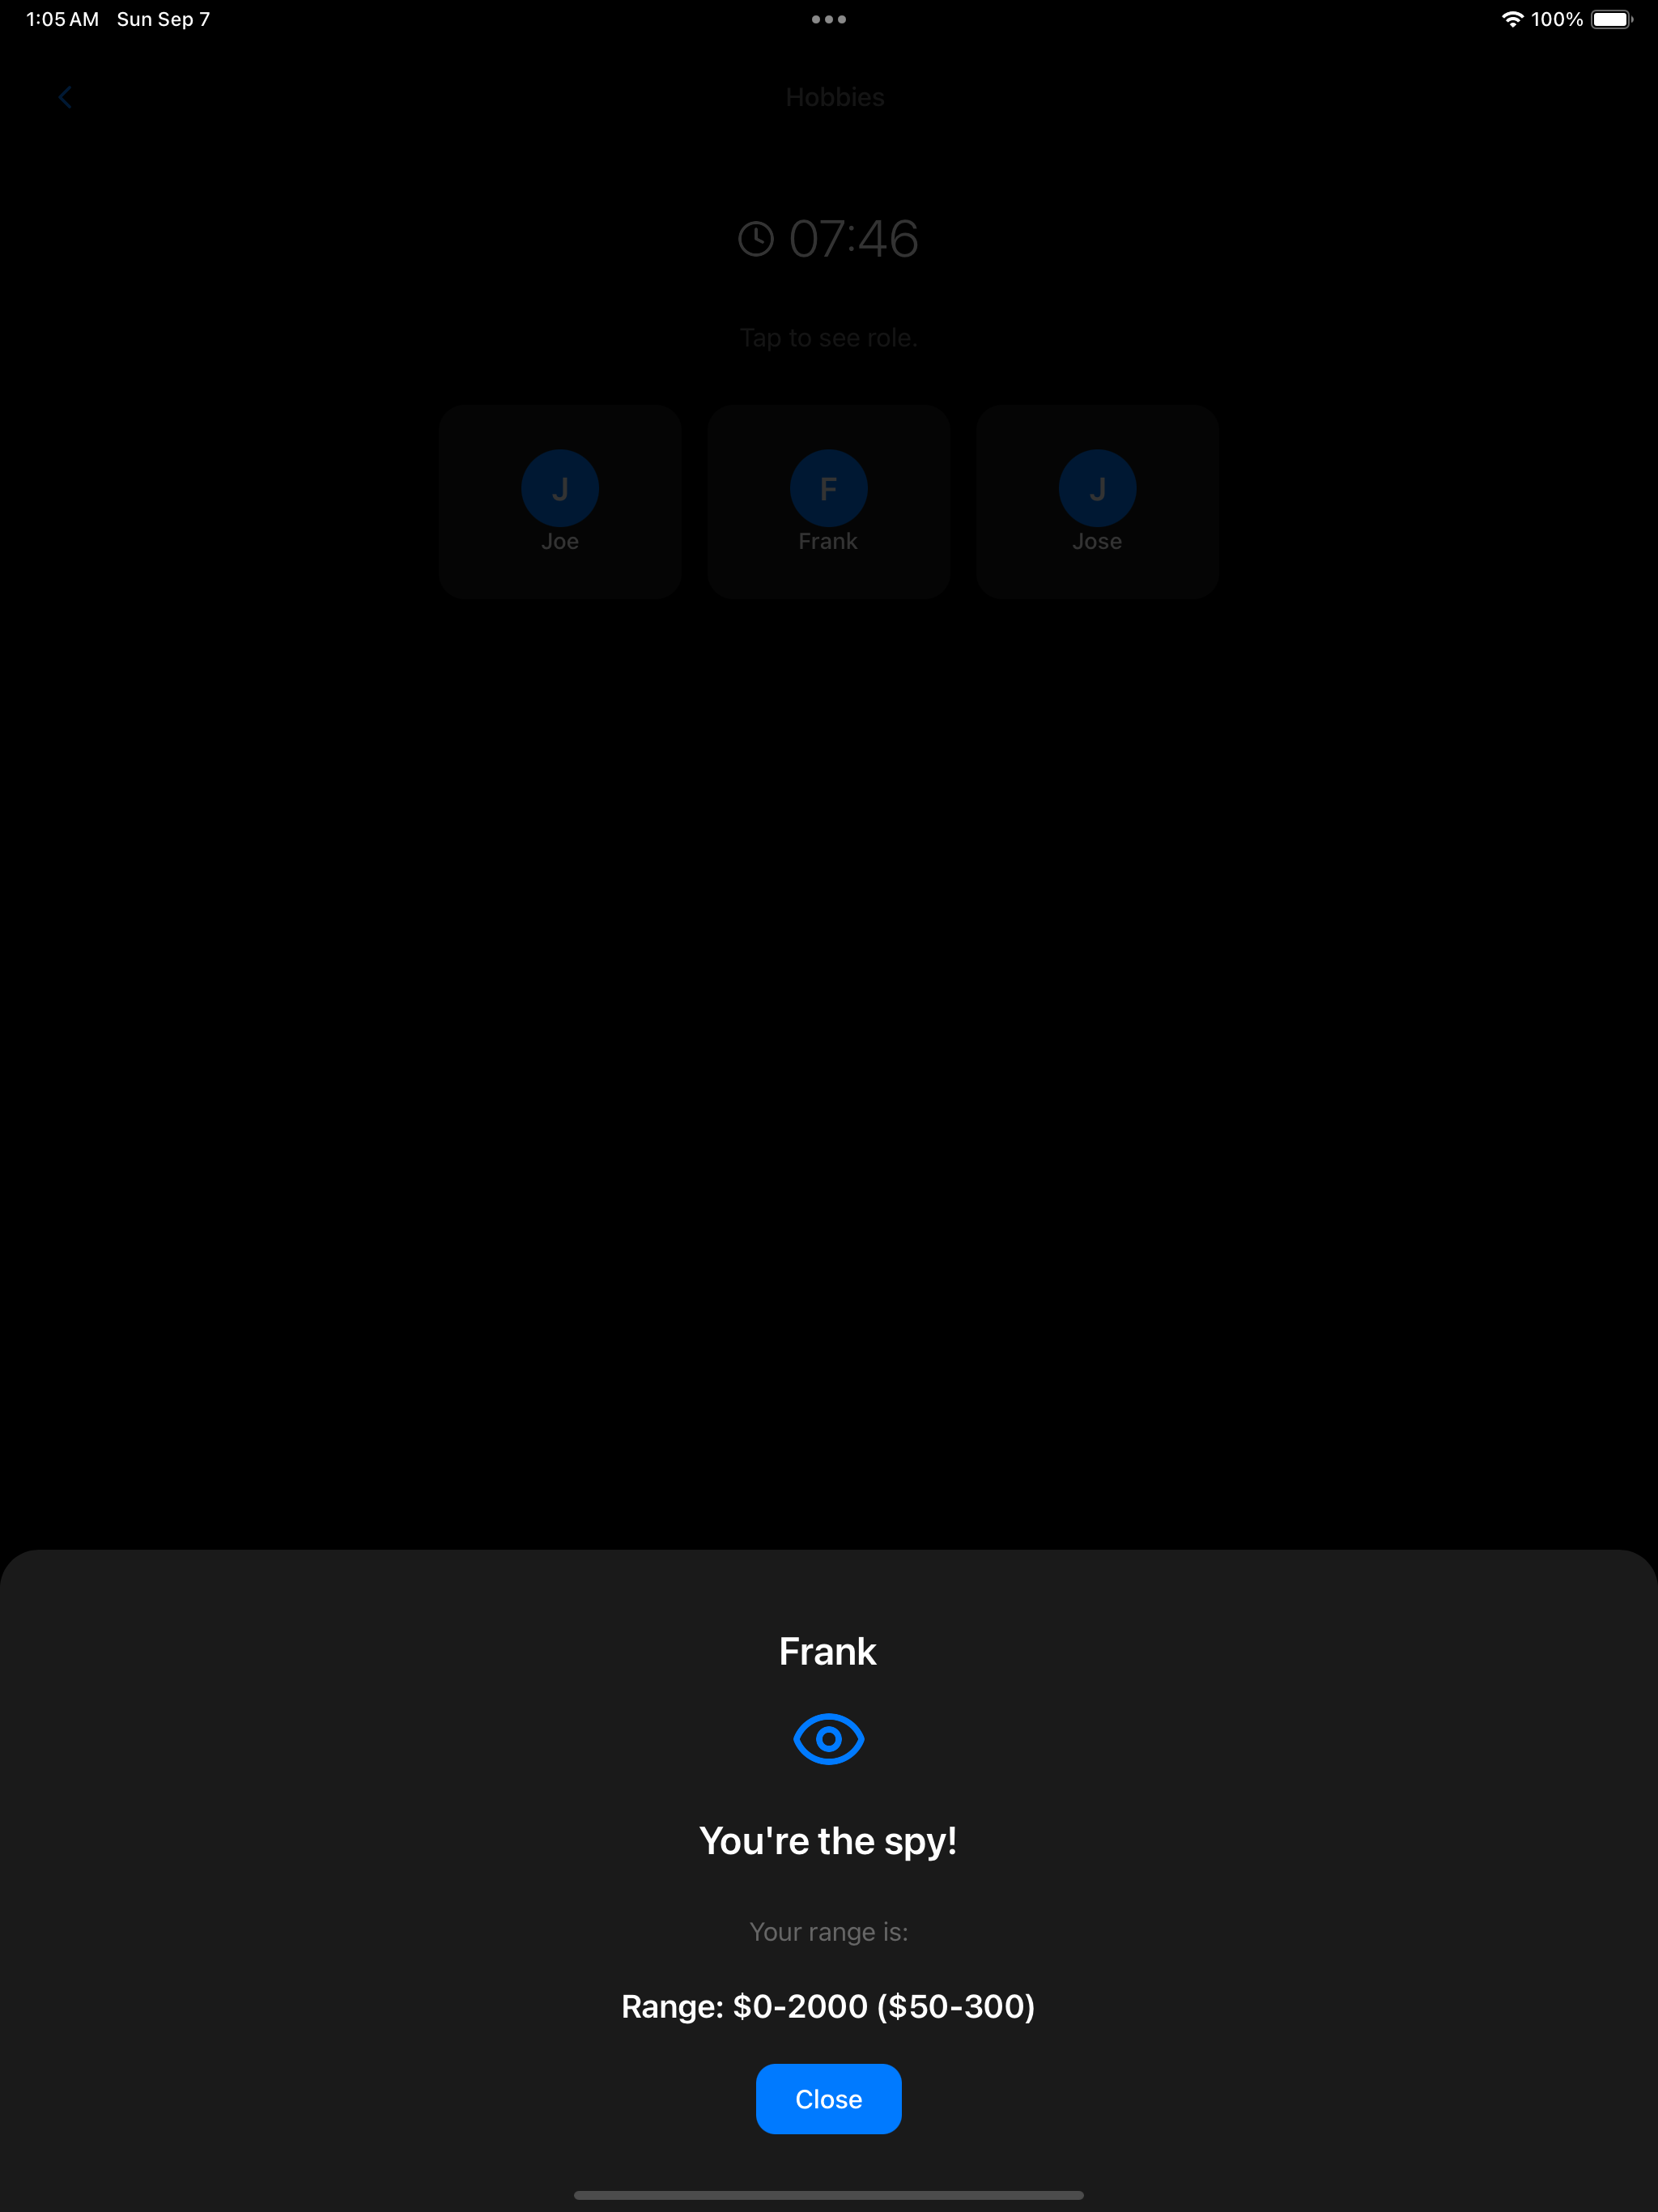 1:05 AM Sun Sep 7
100%
Hobbies
07:46
Tap to see role.
J
Joe
F
Frank
J
Jose
Frank
You're the spy!
Your range is:
Range: $0-2000 ($50-300)
Close